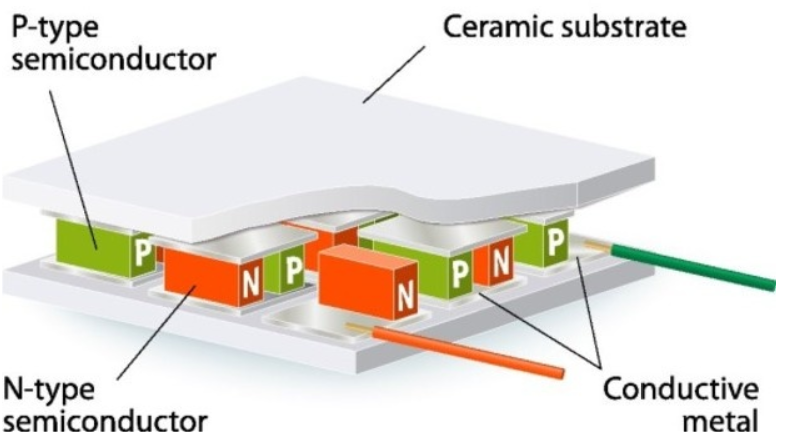 P-type
semiconductor
Ceramic substrate
P
N
P
N
P
N
P
N-type
semiconductor
Conductive
metal